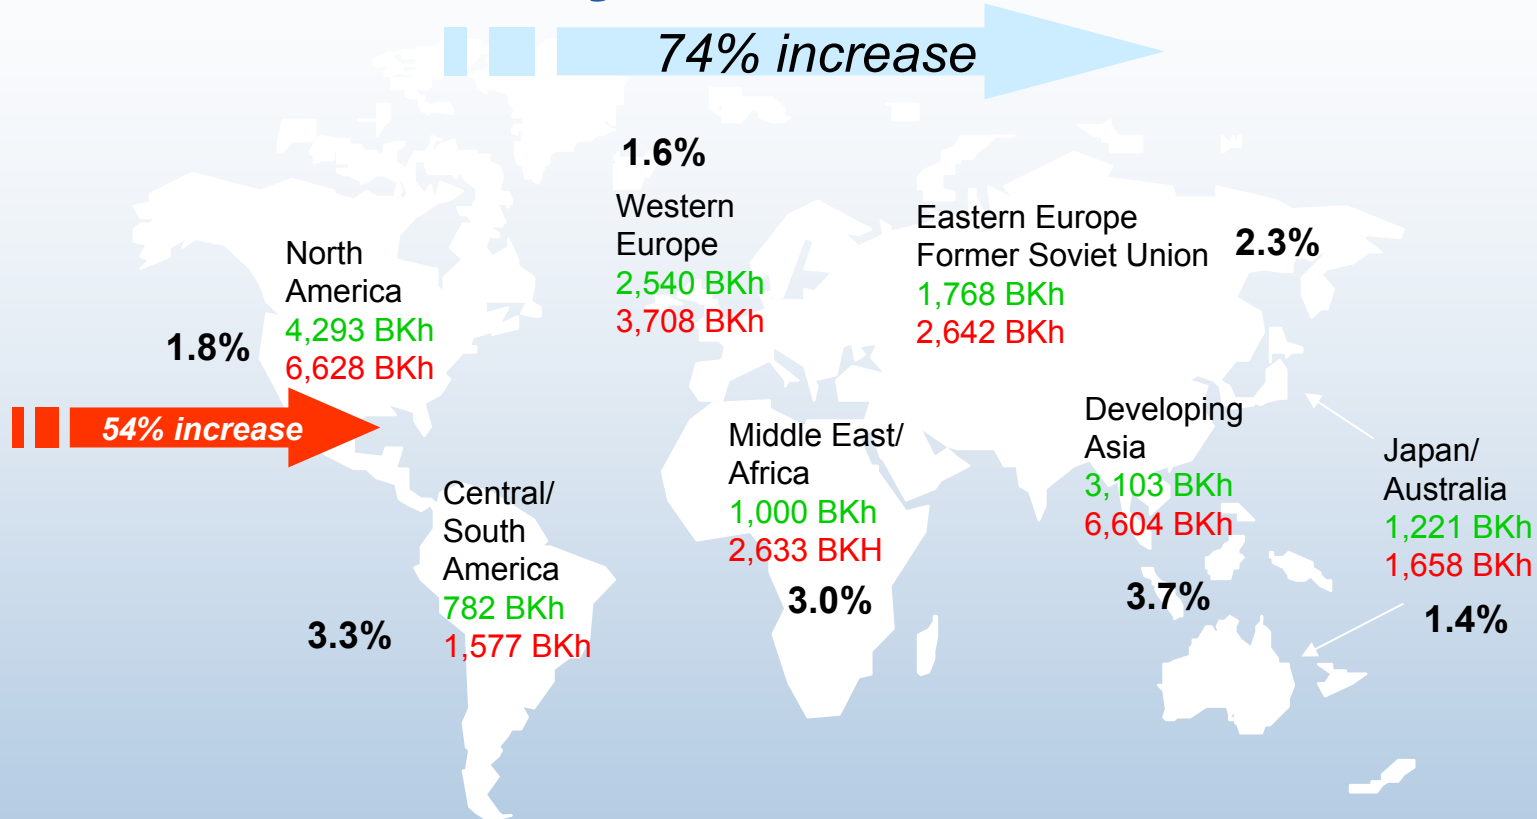 74% increase
1.6%
Western
Europe
2,540 BKh
3,708 BKh
Eastern Europe
Former Soviet Union
1,768 BKh
2,642 BKh
2.3%
North
America
4,293 BKh
6,628 BKh
1.8%
54% increase
Central/
South
America
782 BKh
1,577 BKh
3.3%
Middle East/
Africa
1,000 BKh
2,633 BKH
3.0%
Developing
Asia
3,103 BKh
6,604 BKh
3.7%
Japan/
Australia
1,221 BKh
1,658 BKh
1.4%